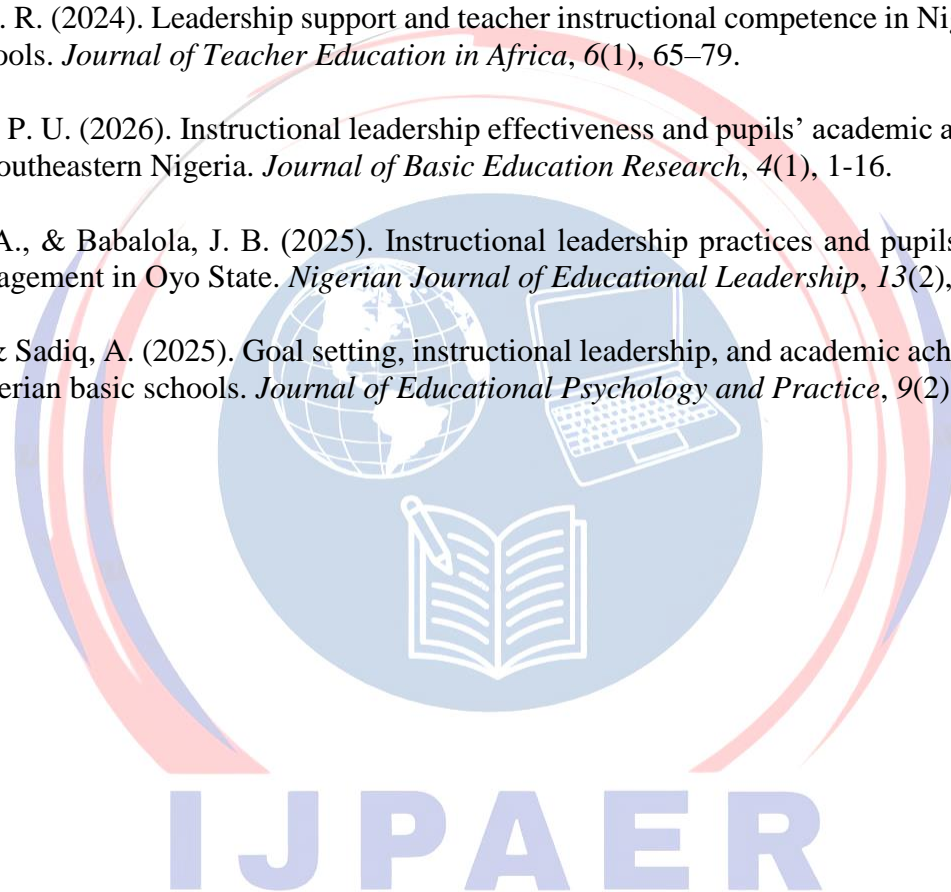 . R. (2024). Leadership support and teacher instructional competence in Ni
ools. Journal of Teacher Education in Africa, 6(1), 65–79.
P. U. (2026). Instructional leadership effectiveness and pupils’ academic a
outheastern Nigeria. Journal of Basic Education Research, 4(1), 1-16.
A., & Babalola, J. B. (2025). Instructional leadership practices and pupils
agement in Oyo State. Nigerian Journal of Educational Leadership, 13(2),
& Sadiq, A. (2025). Goal setting, instructional leadership, and academic ach
erian basic schools. Journal of Educational Psychology and Practice, 9(2)
IJPAER